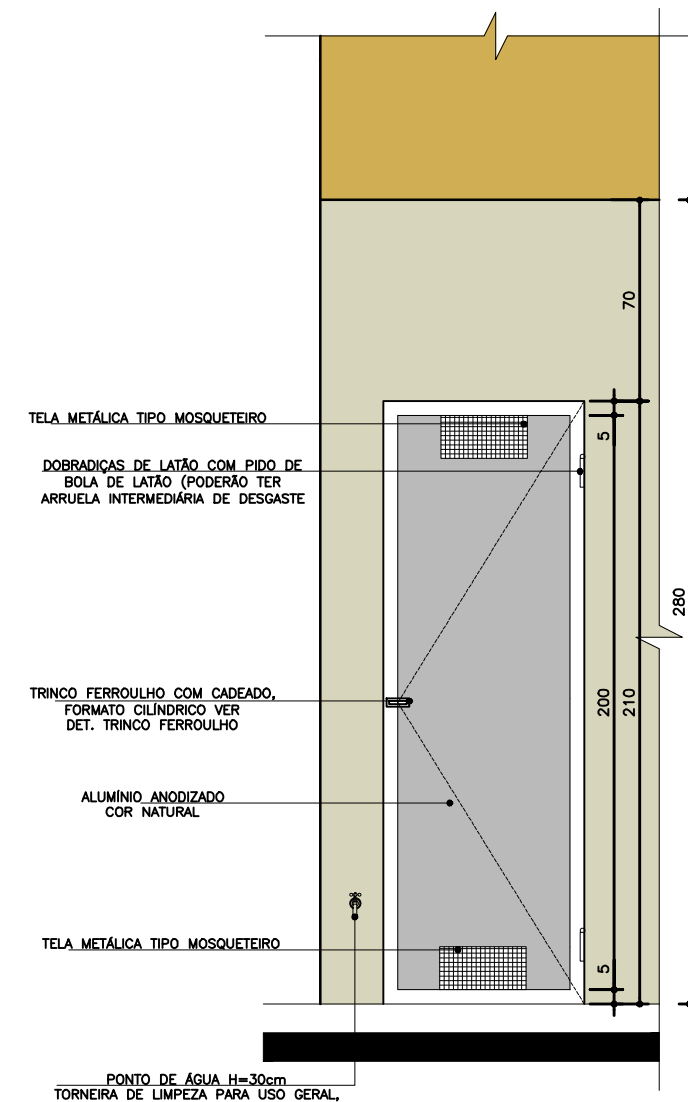 70
TELA METÁLICA TIPO MOSQUETEIRO
5
DOBRADIÇAS DE LATÃO COM PIDO DE
BOLA DE LATÃO (PODERÃO TER
ARRUELA INTERMEDIÁRIA DE DESGASTE
280
TRINCO FERROULHO COM CADEADO,
FORMATO CILÍNDRICO VER
DET. TRINCO FERROULHO
200
210
ALUMÍNIO ANODIZADO
COR NATURAL
TELA METÁLICA TIPO MOSQUETEIRO
5
PONTO DE ÁGUA H=30cm
TORNEIRA DE LIMPEZA PARA USO GERAL,